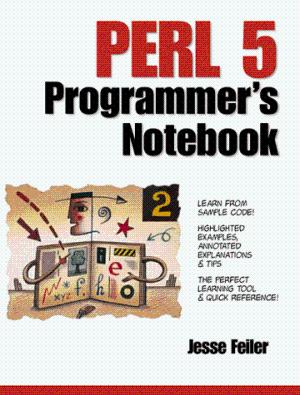 PERL 5
Programmer's
Notebook
2
LEARN FROM
SAMPLE CODE!
HIGHLIGHTED
EXAMPLES,
ANNOTATED
EXPLANATIONS
& TIPS
THE PERFECT
LEARNING TOOL
& QUICK REFERENCE!
i e
xyz f. h o
Jesse Feiler